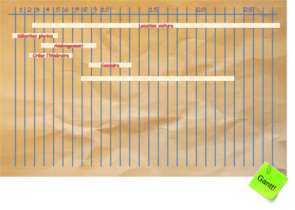 1 2 3 4 5 6 7 8 9 10 15 20 25
Location voiture
Sélection photos
Aménagement
Créer l'itinéraire
Concours
Gantt!